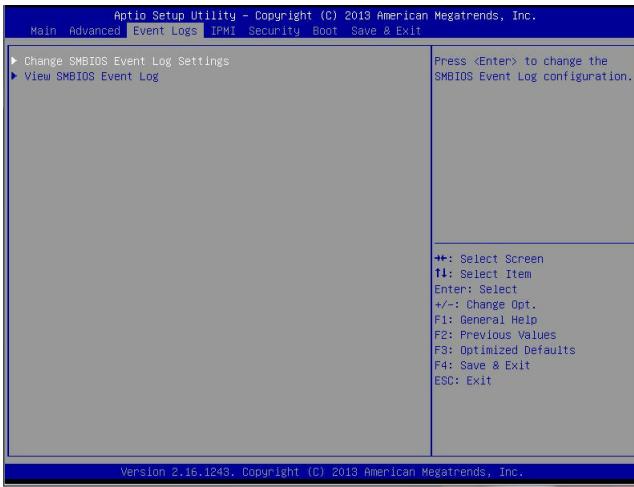 Aptio Setup Utility – Copyright (C) 2013 American Megatrends, Inc.
Main Advanced Event Logs IPMI Security Boot Save & Exit
▶ Change SMBIOS Event Log Settings
▶ View SMBIOS Event Log
Press <Enter> to change the
SMBIOS Event Log configuration.
→←: Select Screen
↑↓: Select Item
Enter: Select
+/-: Change Opt.
F1: General Help
F2: Previous Values
F3: Optimized Defaults
F4: Save & Exit
ESC: Exit
Version 2.16.1243. Copyright (C) 2013 American Megatrends, Inc.